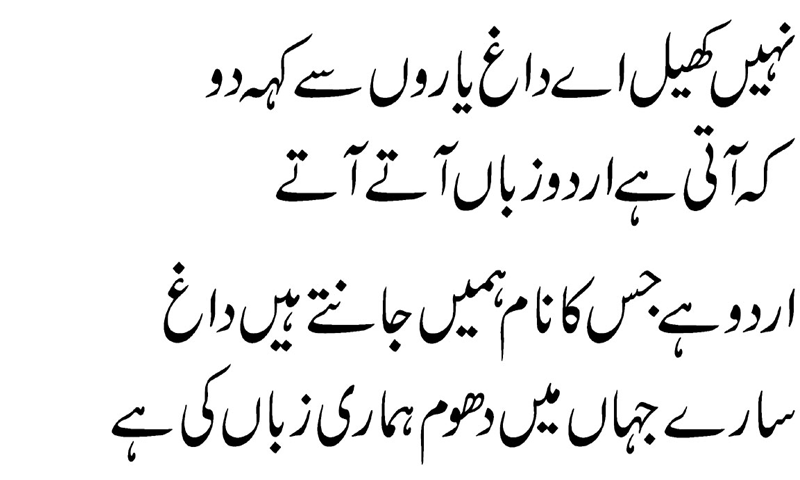 نہیں کھیل اے داغ یاروں سے کہہ دو
کہ آتی ہے اردو زباں آتے آتے
اردو ہے جس کا نام ہمیں جانتے ہیں داغ
سارے جہاں میں دھوم ہماری زباں کی ہے